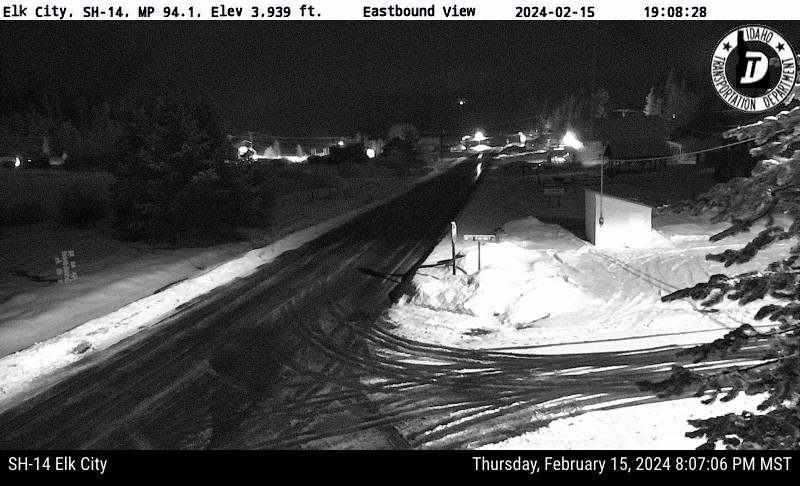 Elk City, SH-14, MP 94.1, Elev 3,939 ft. Eastbound View 2024-02-15 19:08:28
IDAHO
TRANSPORTATION DEPARTMENT
SH-14 Elk City Thursday, February 15, 2024 8:07:06 PM MST